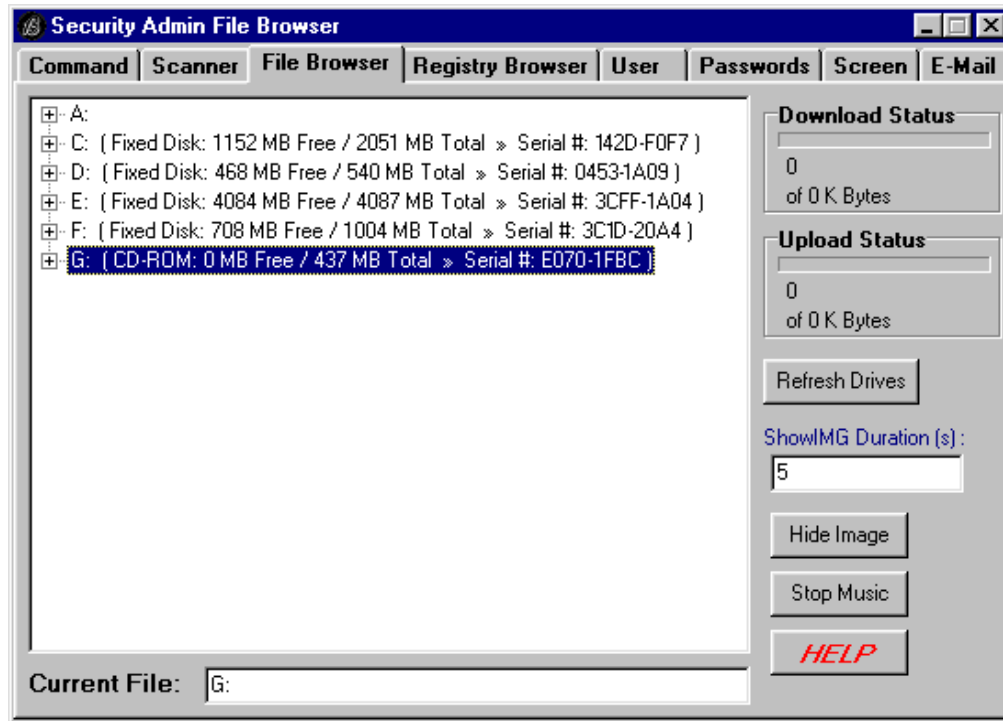 Security Admin File Browser
Command Scanner File Browser Registry Browser User Passwords Screen E-Mail
A:
C: ( Fixed Disk: 1152 MB Free / 2051 MB Total » Serial #: 142D-F0F7 )
D: ( Fixed Disk: 468 MB Free / 540 MB Total » Serial #: 0453-1A09 )
E: ( Fixed Disk: 4084 MB Free / 4087 MB Total » Serial #: 3CFF-1A04 )
F: ( Fixed Disk: 708 MB Free / 1004 MB Total » Serial #: 3C1D-20A4 )
G: ( CD-ROM: 0 MB Free / 437 MB Total » Serial #: E070-1FBC )
Download Status
0
of 0 K Bytes
Upload Status
0
of 0 K Bytes
Refresh Drives
ShowIMG Duration (s) :
5
Hide Image
Stop Music
HELP
Current File: G: